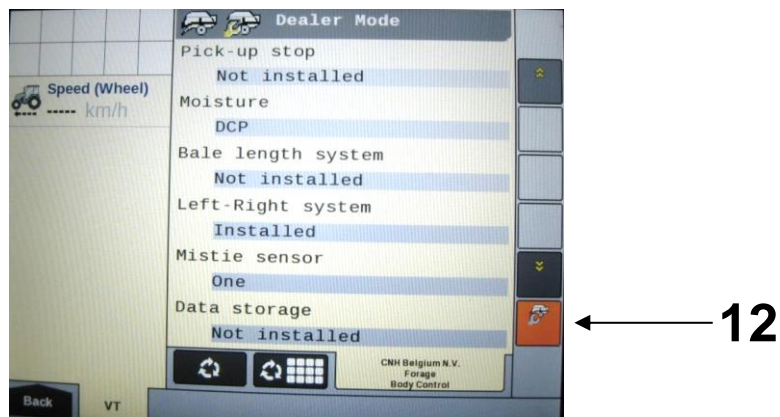 Dealer Mode
Pick-up stop
Not installed
Speed (Wheel)
----- km/h
Moisture
DCP
Bale length system
Not installed
Left-Right system
Installed
Mistie sensor
One
Data storage
Not installed
12
CNH Belgium N.V.
Forage
Body Control
Back
VT